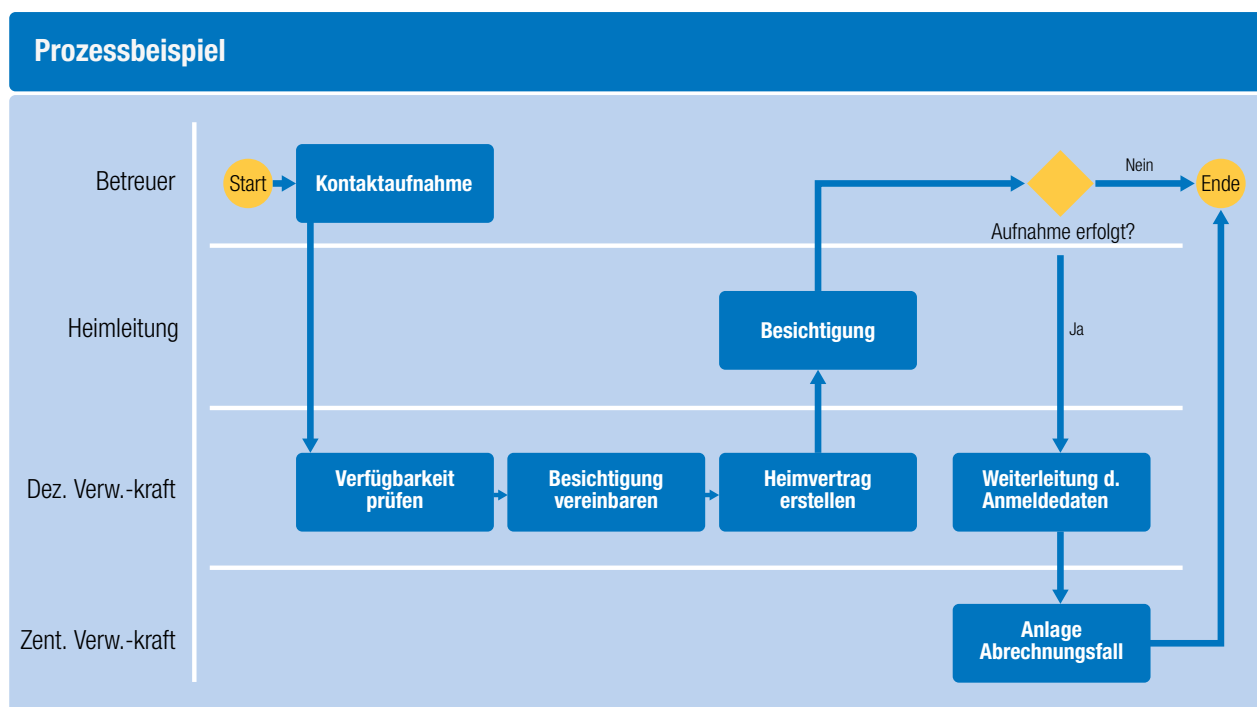 Prozessbeispiel
Betreuer
Start
Kontaktaufnahme
Nein
Ende
Aufnahme erfolgt?
Heimleitung
Besichtigung
Ja
Dez. Verw.-kraft
Verfügbarkeit
prüfen
Besichtigung
vereinbaren
Heimvertrag
erstellen
Weiterleitung d.
Anmeldedaten
Zent. Verw.-kraft
Anlage
Abrechnungsfall